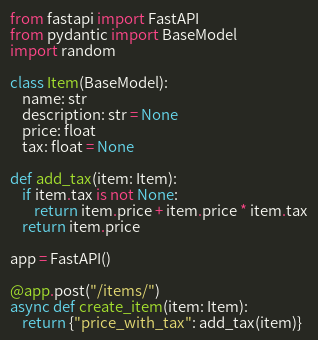 from fastapi import FastAPI
from pydantic import BaseModel
import random

class Item(BaseModel):
    name: str
    description: str = None
    price: float
    tax: float = None

def add_tax(item: Item):
    if item.tax is not None:
        return item.price + item.price * item.tax
    return item.price

app = FastAPI()

@app.post("/items/")
async def create_item(item: Item):
    return {"price_with_tax": add_tax(item)}